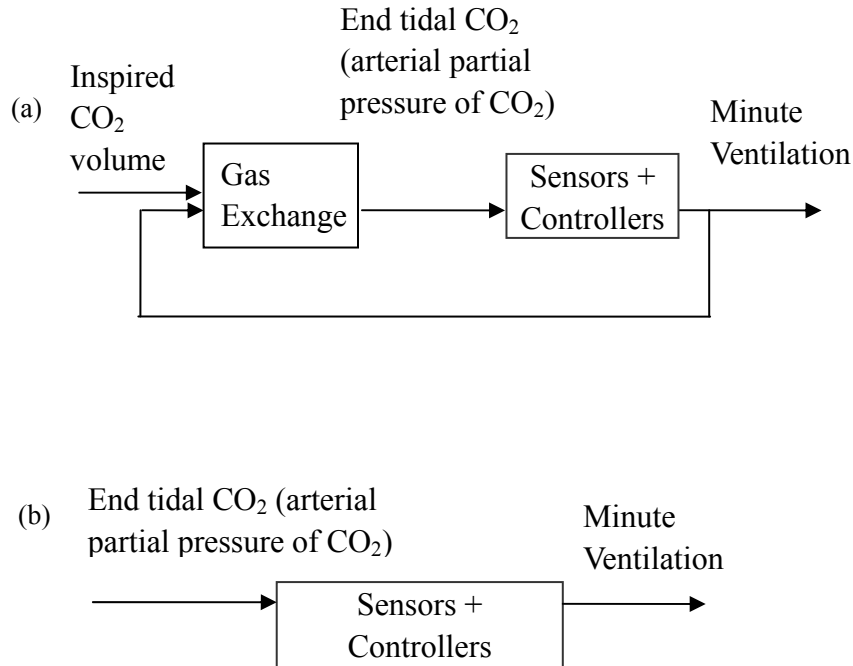 (a)
Inspired
CO₂
volume
End tidal CO₂
(arterial partial
pressure of CO₂)
Minute
Ventilation
Gas
Exchange
Sensors +
Controllers
(b)
End tidal CO₂ (arterial
partial pressure of CO₂)
Minute
Ventilation
Sensors +
Controllers